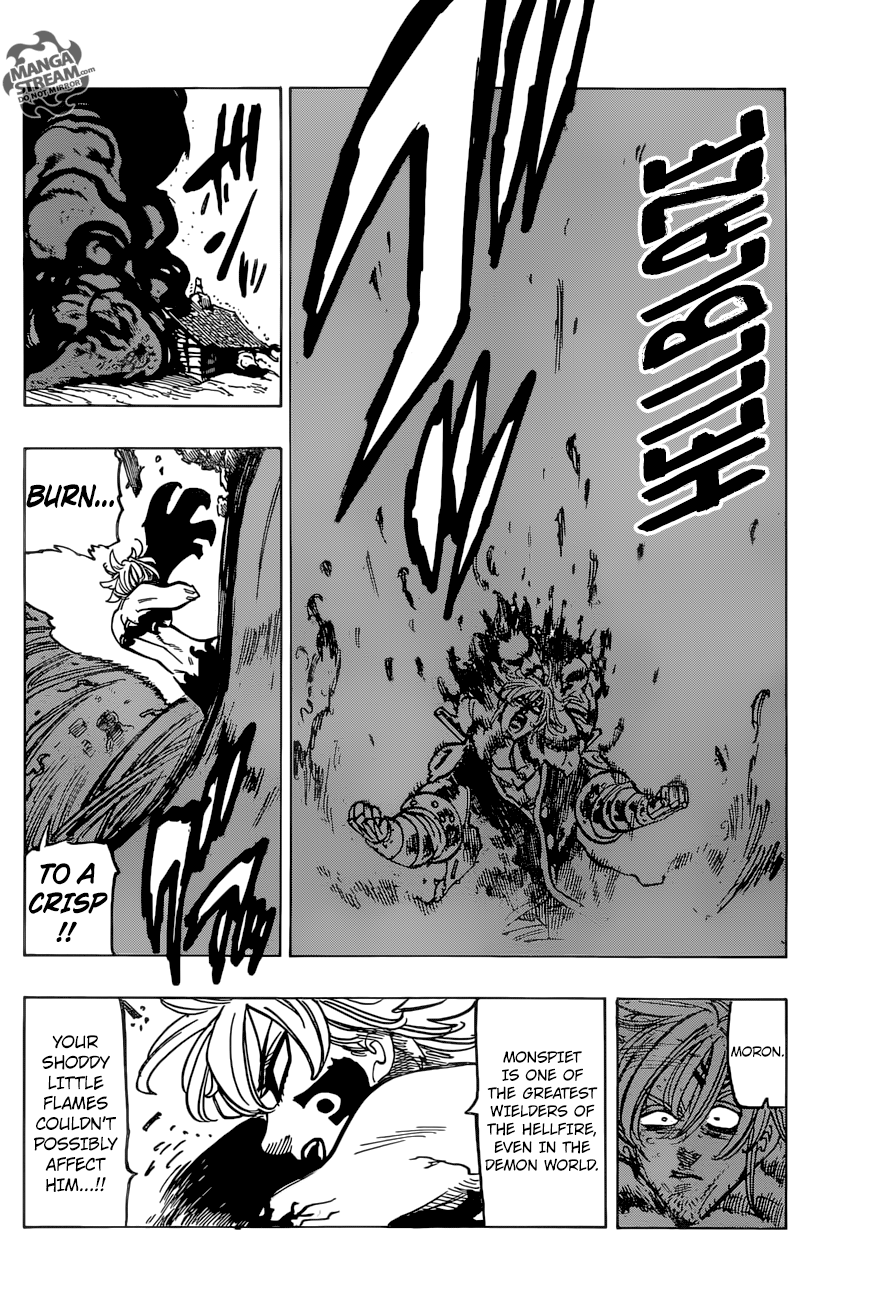 MANGA
STREAM.com
DO NOT MIRROR
HELLBLAZE
BURN...
TO A
CRISP
!!
MORON.
MONSPIET
IS ONE OF
THE GREATEST
WIELDERS OF
THE HELLFIRE,
EVEN IN THE
DEMON WORLD.
YOUR
SHODDY
LITTLE
FLAMES
COULDN'T
POSSIBLY
AFFECT
HIM...!!